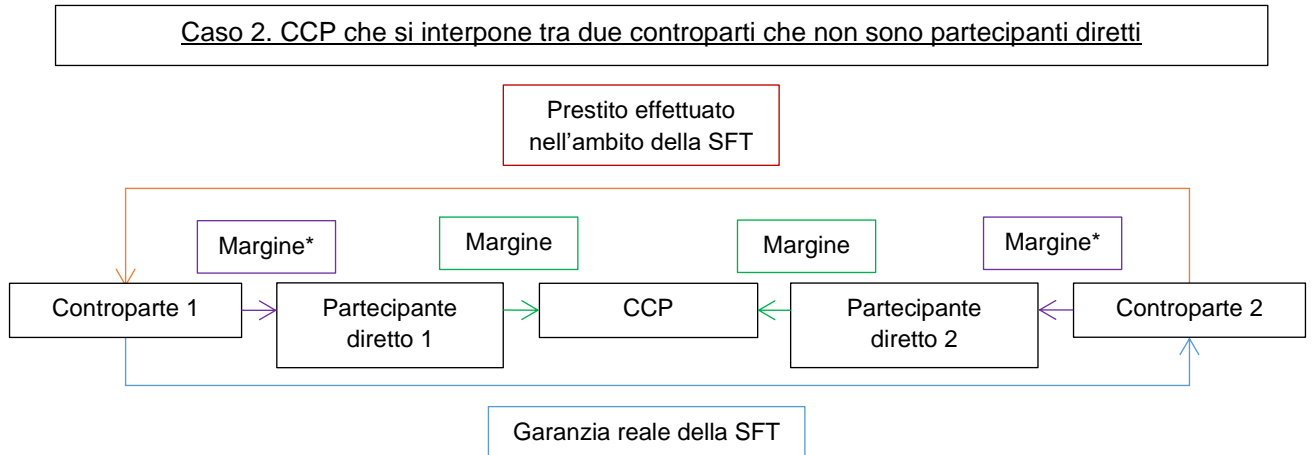 Caso 2. CCP che si interpone tra due controparti che non sono partecipanti diretti
Prestito effettuato
nell’ambito della SFT
Margine*
Margine
Margine
Margine*
Controparte 1
Partecipante
diretto 1
CCP
Partecipante
diretto 2
Controparte 2
Garanzia reale della SFT